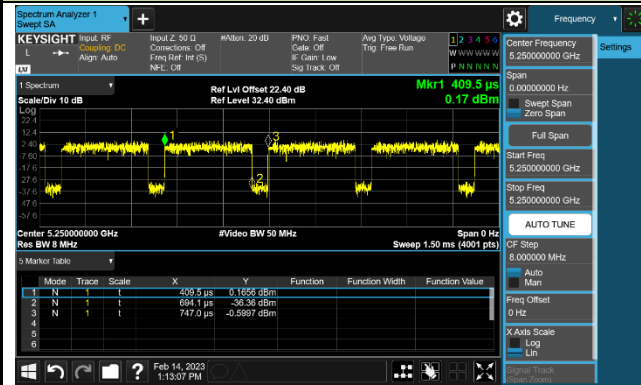 Spectrum Analyzer 1
Swept SA
Frequency
KEYSIGHT
L
LXI
Input: RF
Coupling: DC
Align: Auto
Input Z: 50 Ω
Corrections: Off
Freq Ref: Int (S)
NFE: Off
#Atten: 20 dB
PNO: Fast
Gate: Off
IF Gain: Low
Sig Track: Off
Avg Type: Voltage
Trig: Free Run
1 2 3 4 5 6
W W W W W W
P N N N N N
1 Spectrum
Scale/Div 10 dB
Ref Lvl Offset 22.40 dB
Ref Level 32.40 dBm
Mkr1 409.5 µs
0.17 dBm
Log
22.4
12.4
2.40
-7.60
-17.6
-27.6
-37.6
-47.6
-57.6
1
2
3
Center 5.250000000 GHz
Res BW 8 MHz
#Video BW 50 MHz
Span 0 Hz
Sweep 1.50 ms (4001 pts)
5 Marker Table
Mode Trace Scale X Y Function Function Width Function Value
1 N 1 t 409.5 µs 0.1656 dBm
2 N 1 t 694.1 µs -36.36 dBm
3 N 1 t 747.0 µs -0.5997 dBm
4
5
6
Feb 14, 2023
1:13:07 PM
Center Frequency
5.250000000 GHz
Span
0.00000000 Hz
Swept Span
Zero Span
Full Span
Start Freq
5.250000000 GHz
Stop Freq
5.250000000 GHz
AUTO TUNE
CF Step
8.000000 MHz
Auto
Man
Freq Offset
0 Hz
X Axis Scale
Log
Lin
Signal Track
(Span Zoom)
Settings